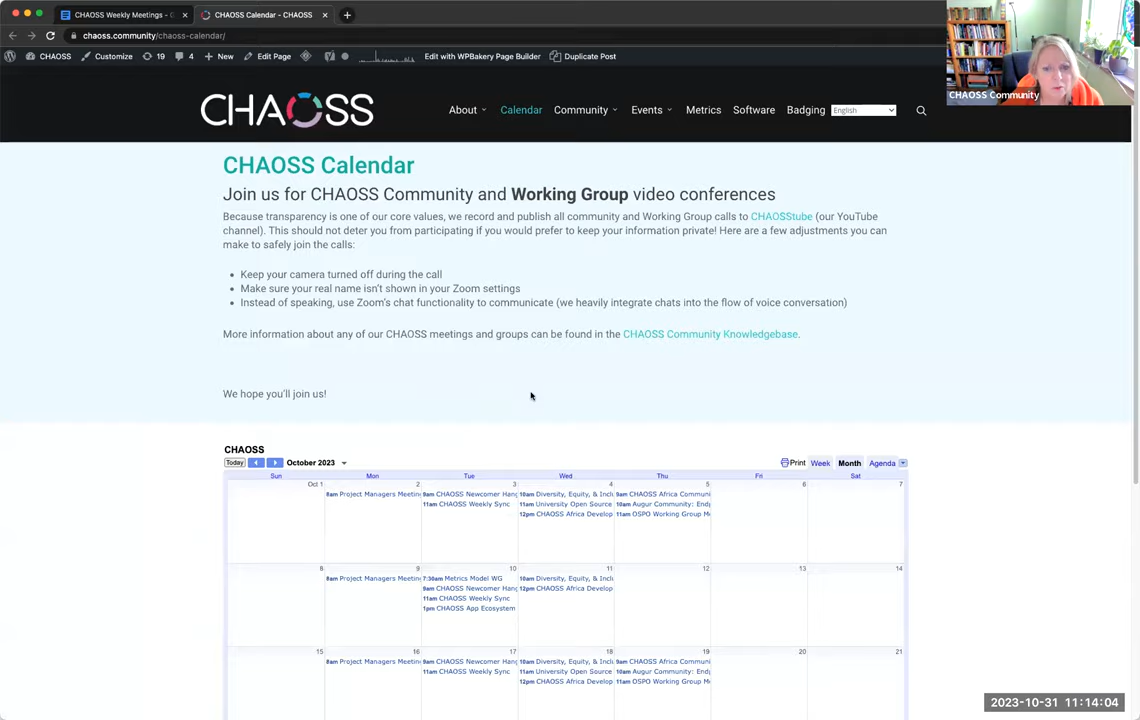 CHAOSS Weekly Meetings -
CHAOSS Calendar - CHAOSS
chaoss.community/chaoss-calendar/
CHAOSS Customize 19 4 New Edit Page Edit with WPBakery Page Builder Duplicate Post
CHAOSS Community
CHAOSS
About Calendar Community Events Metrics Software Badging English
CHAOSS Calendar
Join us for CHAOSS Community and Working Group video conferences
Because transparency is one of our core values, we record and publish all community and Working Group calls to CHAOSStube (our YouTube
channel). This should not deter you from participating if you would prefer to keep your information private! Here are a few adjustments you can
make to safely join the calls:
Keep your camera turned off during the call
Make sure your real name isn't shown in your Zoom settings
Instead of speaking, use Zoom's chat functionality to communicate (we heavily integrate chats into the flow of voice conversation)
More information about any of our CHAOSS meetings and groups can be found in the CHAOSS Community Knowledgebase.
We hope you'll join us!
CHAOSS
Today October 2023 Print Week Month Agenda
Sun Mon Tue Wed Thu Fri Sat
Oct 1 2 3 4 5 6 7
8am Project Managers Meeting 9am CHAOSS Newcomer Hang 10am Diversity, Equity, & Incl 9am CHAOSS Africa Communi
11am CHAOSS Weekly Sync 11am University Open Source 10am Augur Community: End
12pm CHAOSS Africa Develop 11am OSPO Working Group M
8 9 10 11 12 13 14
8am Project Managers Meeting 7:30am Metrics Model WG 10am Diversity, Equity, & Incl
9am CHAOSS Newcomer Hang 12pm CHAOSS Africa Develop
11am CHAOSS Weekly Sync
1pm CHAOSS App Ecosystem
15 16 17 18 19 20 21
8am Project Managers Meeting 9am CHAOSS Newcomer Hang 10am Diversity, Equity, & Incl 9am CHAOSS Africa Communi
11am CHAOSS Weekly Sync 11am University Open Source 10am Augur Community: End
12pm CHAOSS Africa Develop 11am OSPO Working Group M
2023-10-31 11:14:04